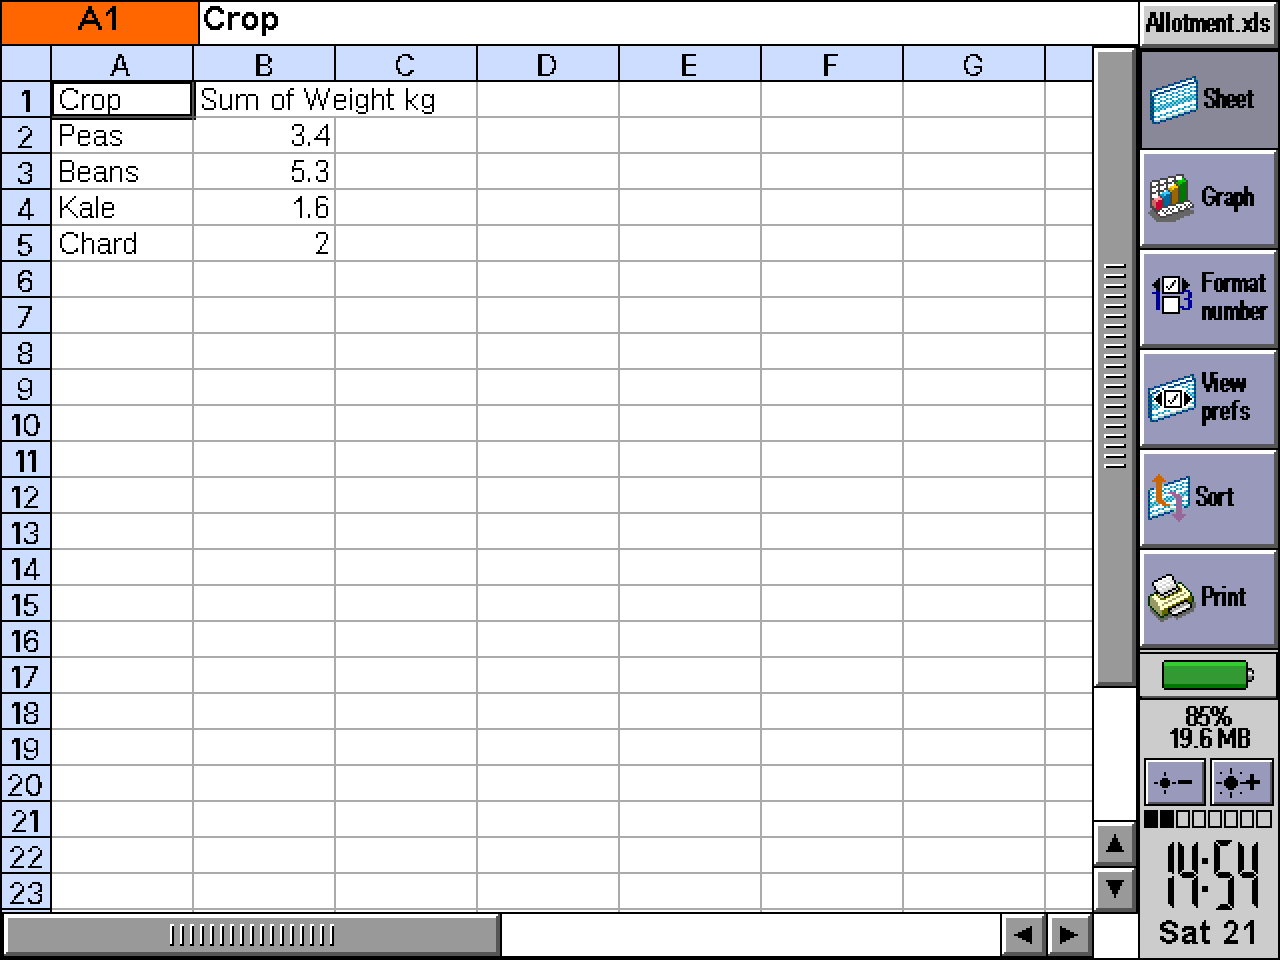 A1 Crop Allotment.xls
A B C D E F G
1 Crop Sum of Weight kg
2 Peas 3.4
3 Beans 5.3
4 Kale 1.6
5 Chard 2
6
7
8
9
10
11
12
13
14
15
16
17
18
19
20
21
22
23
Sheet
Graph
1 3 Format
number
View
prefs
Sort
Print
85%
19.6 MB
- +
14:54
Sat 21